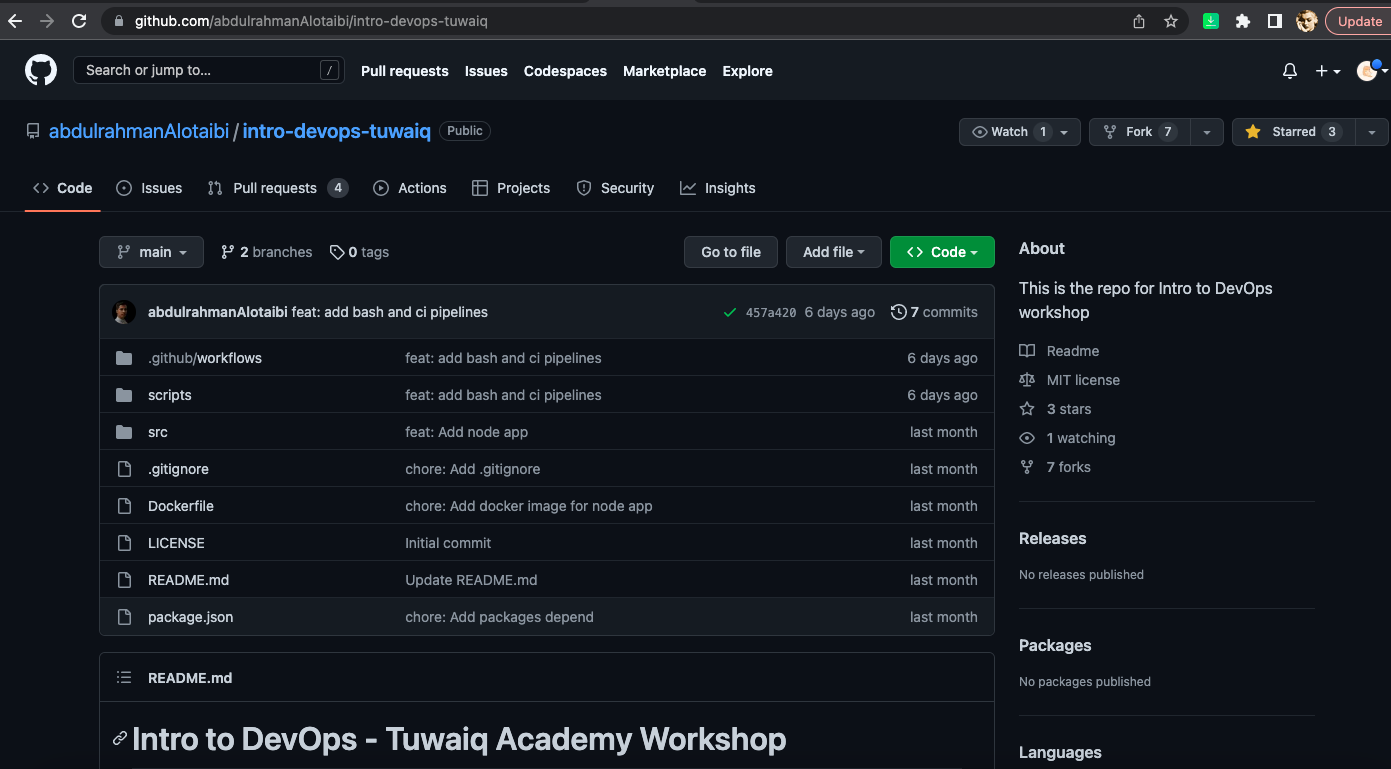 github.com/abdulrahmanAlotaibi/intro-devops-tuwaiq
Update
Search or jump to...
/
Pull requests
Issues
Codespaces
Marketplace
Explore
abdulrahmanAlotaibi / intro-devops-tuwaiq
Public
Watch 1
Fork 7
Starred 3
Code
Issues
Pull requests 4
Actions
Projects
Security
Insights
main
2 branches
0 tags
Go to file
Add file
Code
abdulrahmanAlotaibi feat: add bash and ci pipelines 457a420 6 days ago 7 commits
.github/workflows feat: add bash and ci pipelines 6 days ago
scripts feat: add bash and ci pipelines 6 days ago
src feat: Add node app last month
.gitignore chore: Add .gitignore last month
Dockerfile chore: Add docker image for node app last month
LICENSE Initial commit last month
README.md Update README.md last month
package.json chore: Add packages depend last month
README.md
Intro to DevOps - Tuwaiq Academy Workshop
About
This is the repo for Intro to DevOps
workshop
Readme
MIT license
3 stars
1 watching
7 forks
Releases
No releases published
Packages
No packages published
Languages